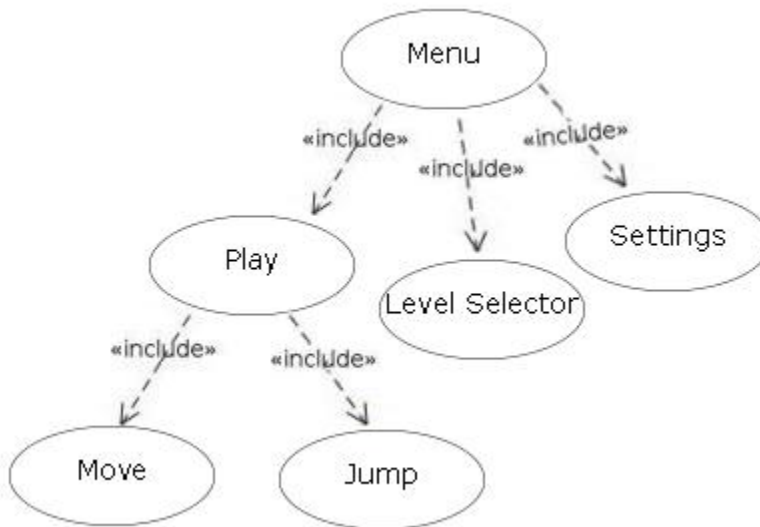 Menu
«include»
«include»
«include»
Settings
Play
Level Selector
«include»
«include»
Move
Jump